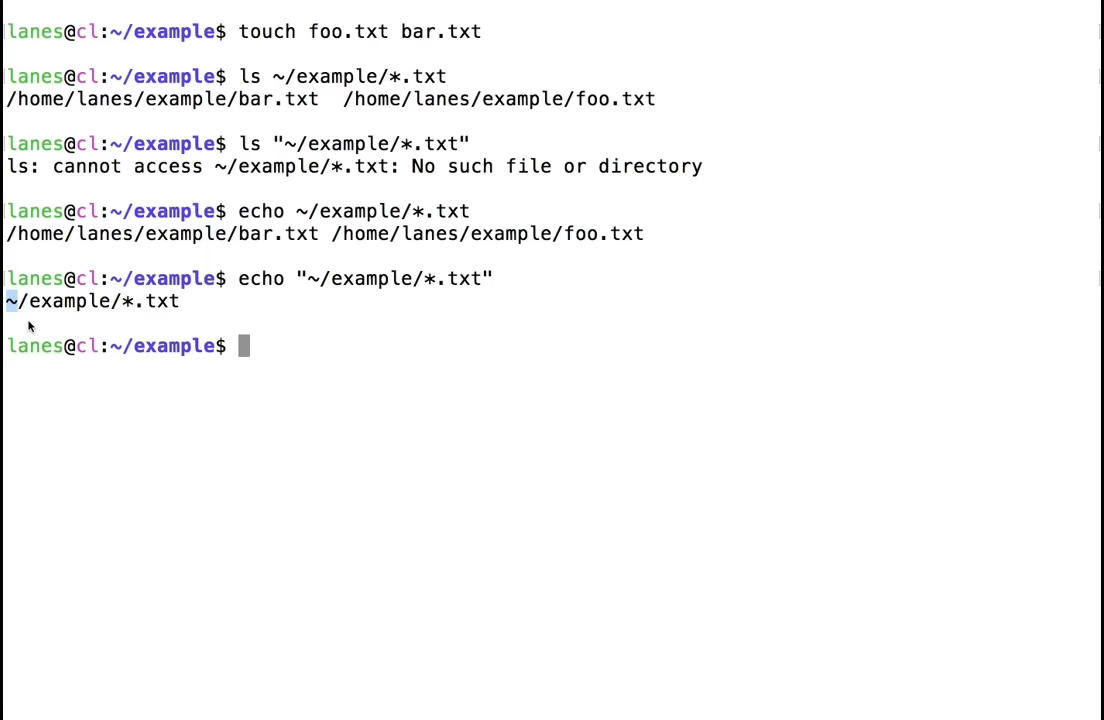 lanes@cl:~/example$ touch foo.txt bar.txt
lanes@cl:~/example$ ls ~/example/*.txt
/home/lanes/example/bar.txt  /home/lanes/example/foo.txt
lanes@cl:~/example$ ls "~/example/*.txt"
ls: cannot access ~/example/*.txt: No such file or directory
lanes@cl:~/example$ echo ~/example/*.txt
/home/lanes/example/bar.txt /home/lanes/example/foo.txt
lanes@cl:~/example$ echo "~/example/*.txt"
~/example/*.txt
lanes@cl:~/example$